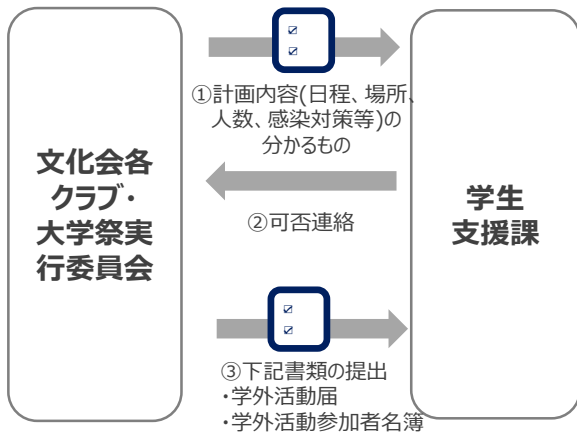 ①計画内容(日程、場所、
人数、感染対策等)の
分かるもの
文化会各
クラブ・
大学祭実
行委員会
②可否連絡
学生
支援課
③下記書類の提出
・学外活動届
・学外活動参加者名簿